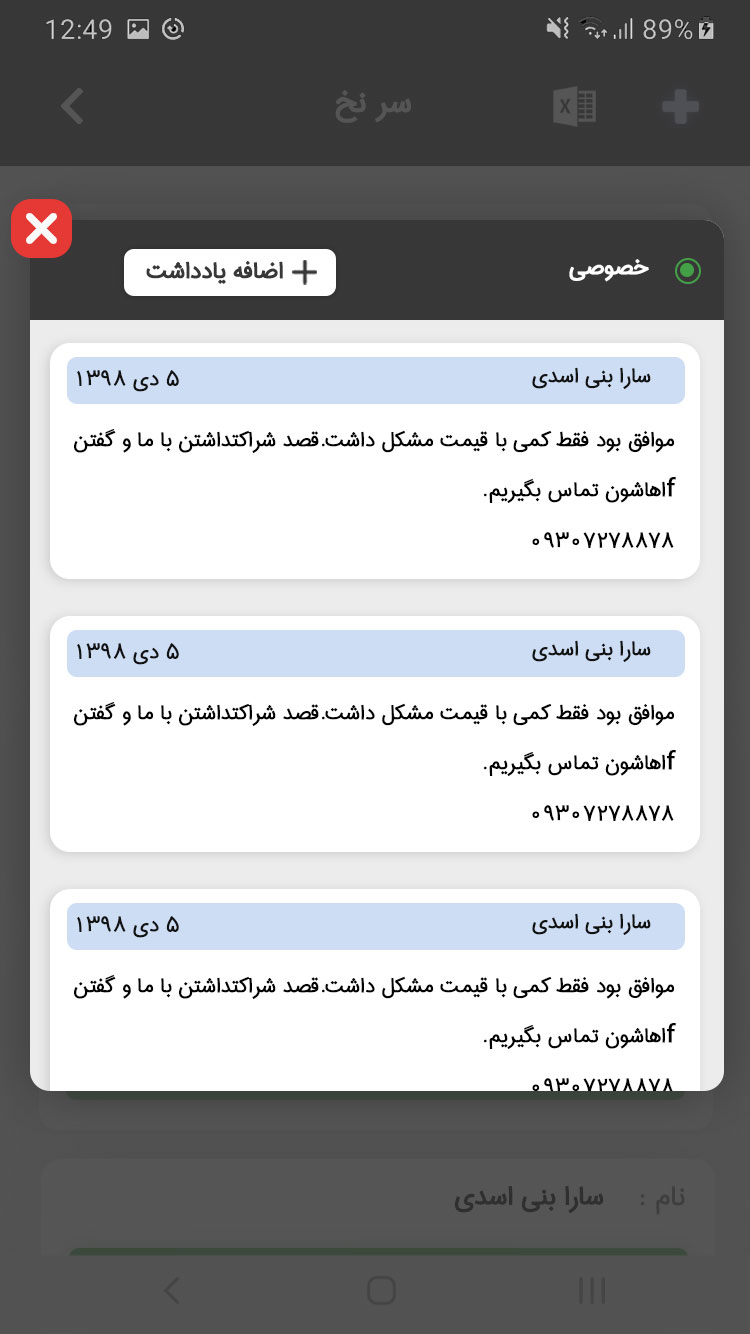 12:49
89%
سر نخ
X
خصوصی
+ اضافه یادداشت
سارا بنی اسدی
۵ دی ۱۳۹۸
موافق بود فقط کمی با قیمت مشکل داشت.قصد شراکتداشتن با ما و گفتن
fاهاشون تماس بگیریم.
۰۹۳۰۷۲۷۸۸۷۸
سارا بنی اسدی
۵ دی ۱۳۹۸
موافق بود فقط کمی با قیمت مشکل داشت.قصد شراکتداشتن با ما و گفتن
fاهاشون تماس بگیریم.
۰۹۳۰۷۲۷۸۸۷۸
سارا بنی اسدی
۵ دی ۱۳۹۸
موافق بود فقط کمی با قیمت مشکل داشت.قصد شراکتداشتن با ما و گفتن
fاهاشون تماس بگیریم.
۰۹۳۰۷۲۷۸۸۷۸
نام : سارا بنی اسدی